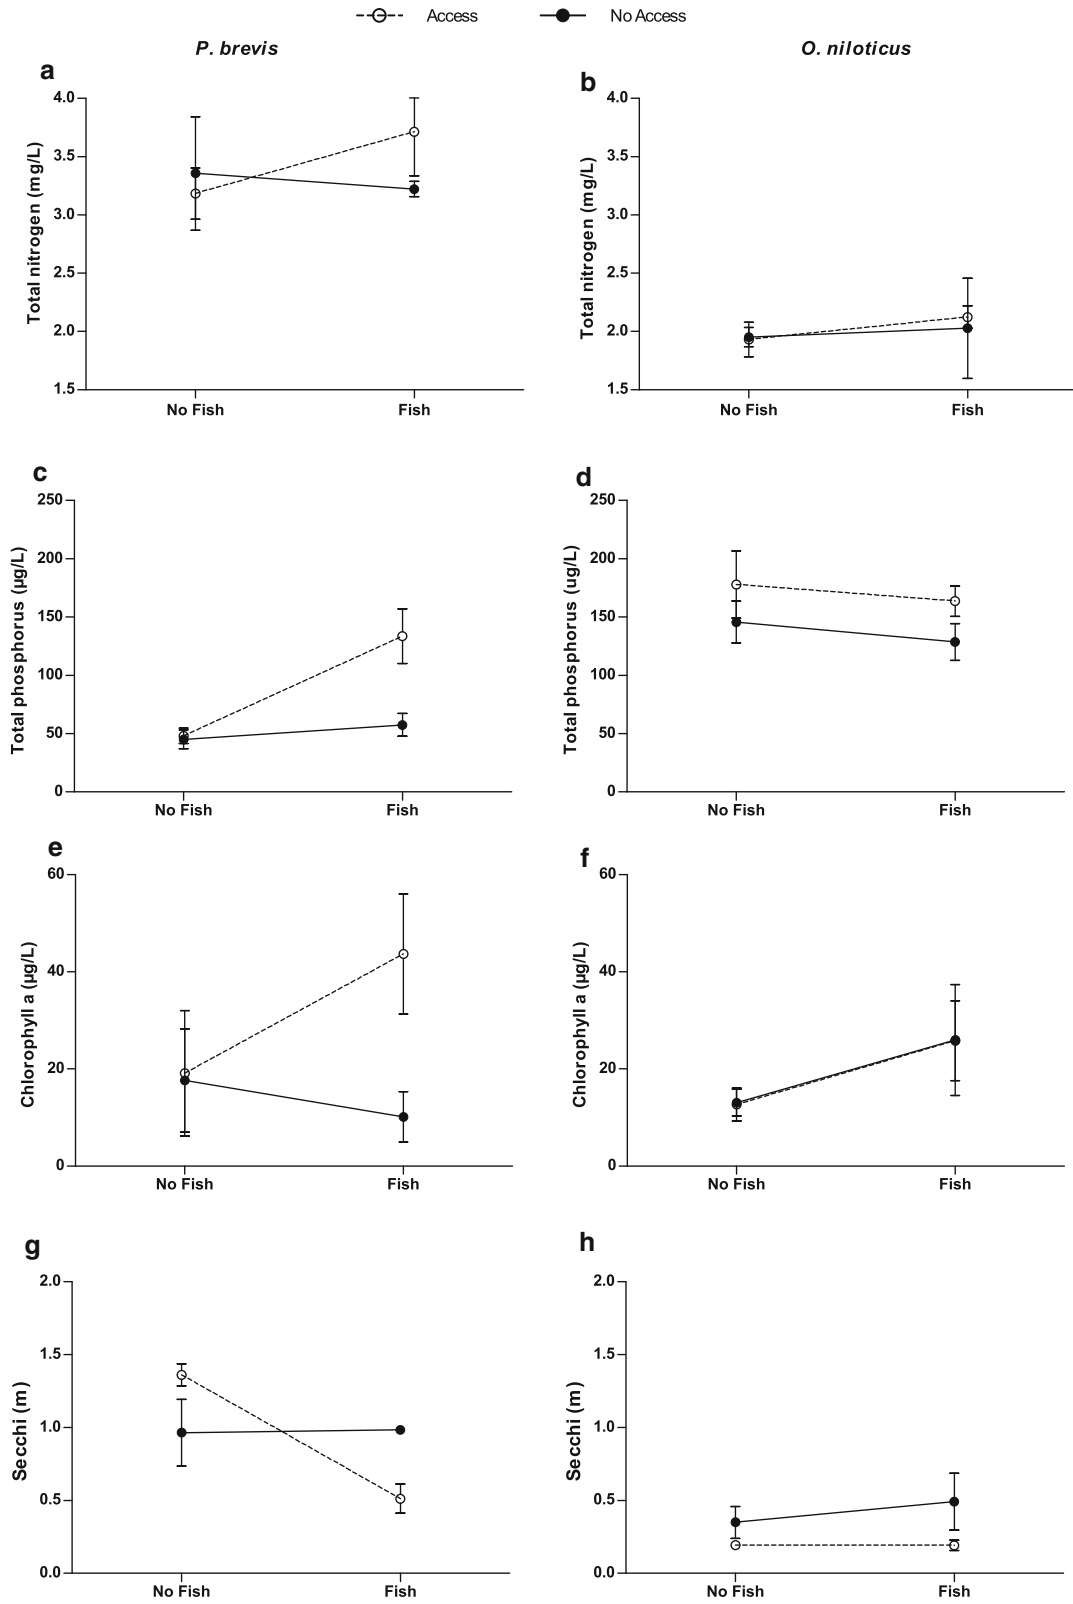 Access No Access
P. brevis O. niloticus
a
Total nitrogen (mg/L)
4.0
3.5
3.0
2.5
2.0
1.5
No Fish Fish
b
Total nitrogen (mg/L)
4.0
3.5
3.0
2.5
2.0
1.5
No Fish Fish
c
Total phosphorus (µg/L)
250
200
150
100
50
0
No Fish Fish
d
Total phosphorus (ug/L)
250
200
150
100
50
0
No Fish Fish
e
Chlorophyll a (µg/L)
60
40
20
0
No Fish Fish
f
Chlorophyll a (µg/L)
60
40
20
0
No Fish Fish
g
Secchi (m)
2.0
1.5
1.0
0.5
0.0
No Fish Fish
h
Secchi (m)
2.0
1.5
1.0
0.5
0.0
No Fish Fish